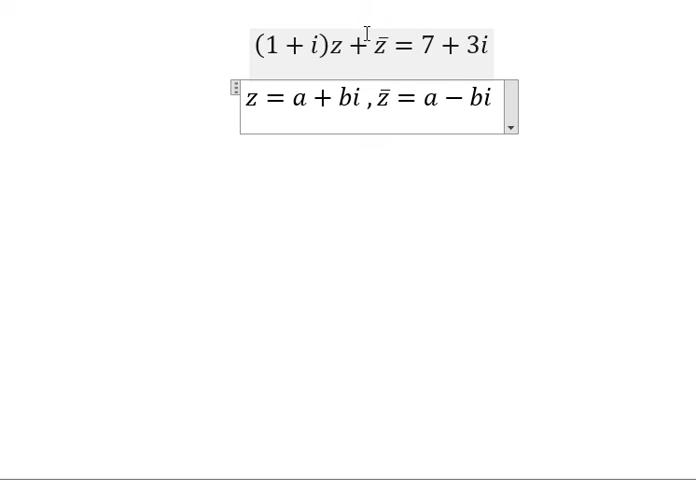 (1 + i)z + z̄ = 7 + 3i
z = a + bi , z̄ = a − bi